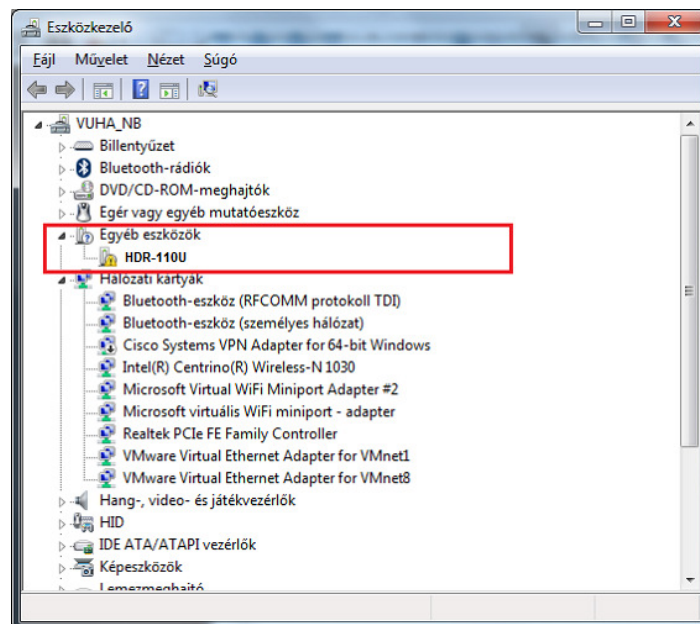 Eszközkezelő
Fájl Művelet Nézet Súgó
VUHA_NB
Billentyűzet
Bluetooth-rádiók
DVD/CD-ROM-meghajtók
Egér vagy egyéb mutatóeszköz
Egyéb eszközök
HDR-110U
Hálózati kártyák
Bluetooth-eszköz (RFCOMM protokoll TDI)
Bluetooth-eszköz (személyes hálózat)
Cisco Systems VPN Adapter for 64-bit Windows
Intel(R) Centrino(R) Wireless-N 1030
Microsoft Virtual WiFi Miniport Adapter #2
Microsoft virtuális WiFi miniport - adapter
Realtek PCIe FE Family Controller
VMware Virtual Ethernet Adapter for VMnet1
VMware Virtual Ethernet Adapter for VMnet8
Hang-, video- és játékvezérlők
HID
IDE ATA/ATAPI vezérlők
Képeszközök
Lemezmeghajtó